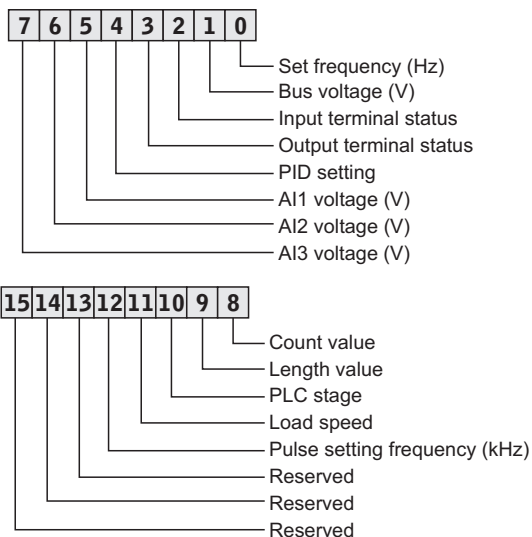 7 6 5 4 3 2 1 0
Set frequency (Hz)
Bus voltage (V)
Input terminal status
Output terminal status
PID setting
AI1 voltage (V)
AI2 voltage (V)
AI3 voltage (V)
15 14 13 12 11 10 9 8
Count value
Length value
PLC stage
Load speed
Pulse setting frequency (kHz)
Reserved
Reserved
Reserved